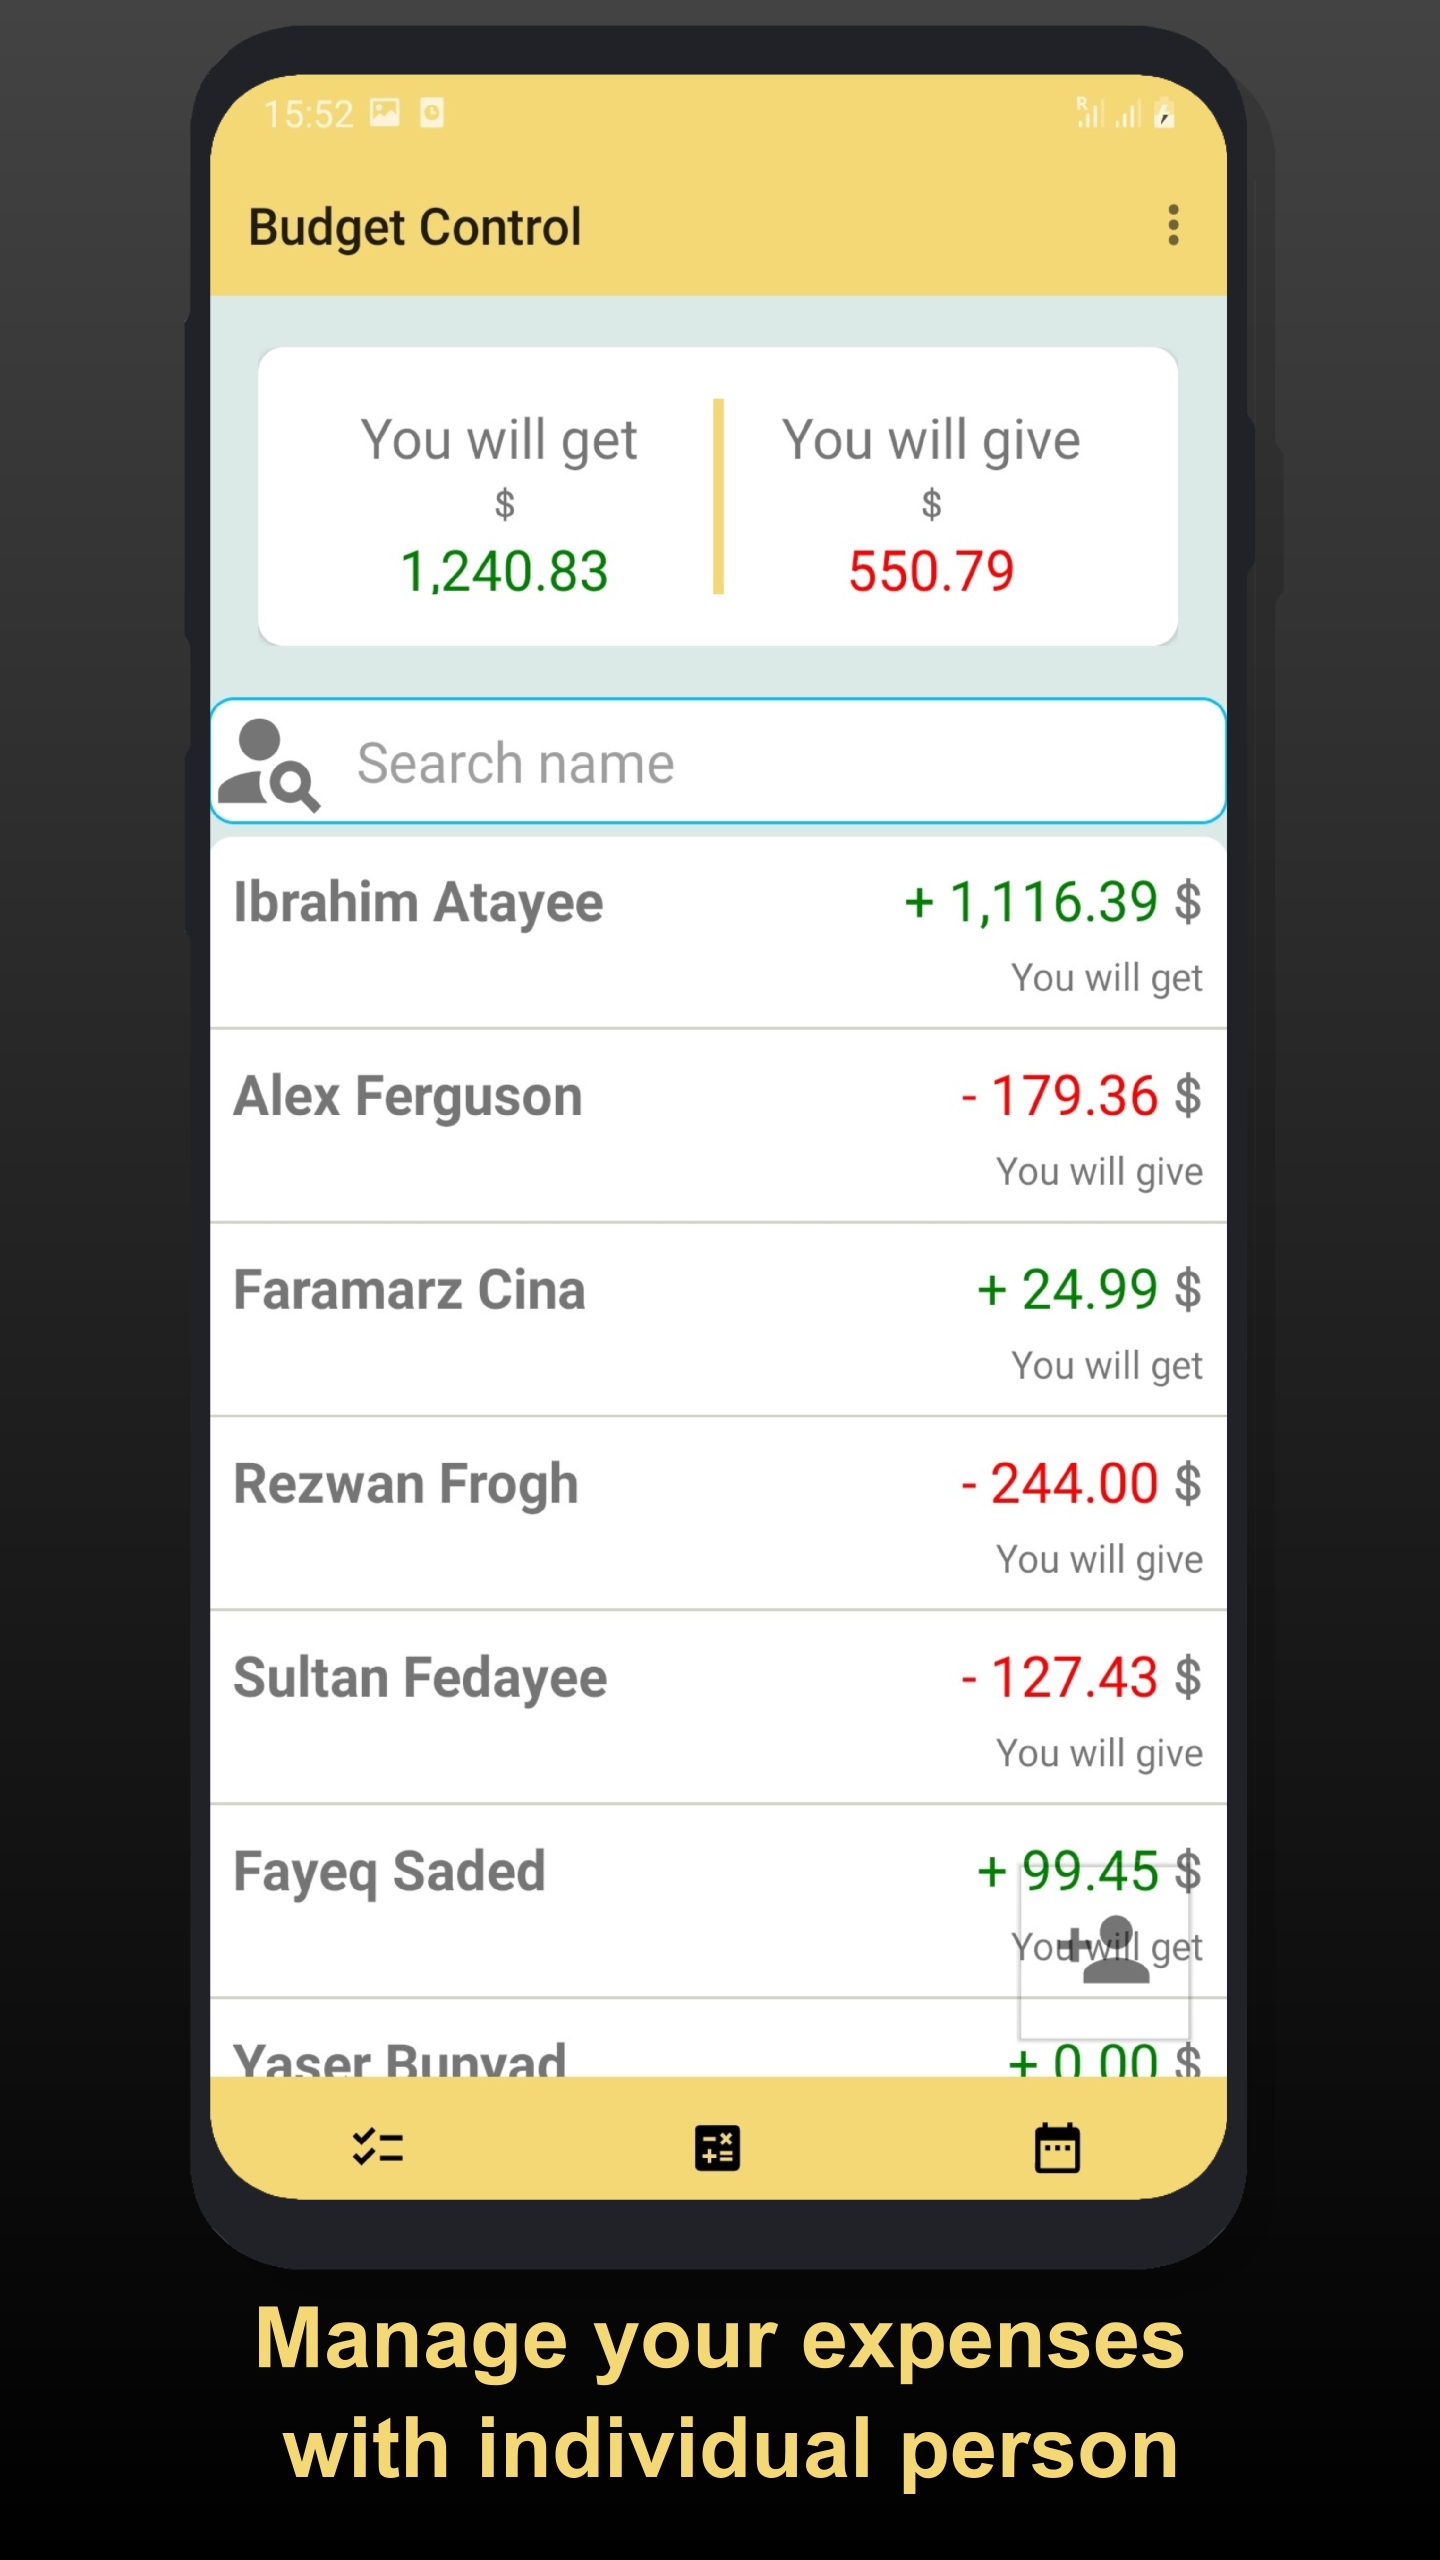 15:52
R
Budget Control
You will get
You will give
$
$
1,240.83
550.79
Search name
Ibrahim Atayee
+ 1,116.39 $
You will get
Alex Ferguson
- 179.36 $
You will give
Faramarz Cina
+ 24.99 $
You will get
Rezwan Frogh
- 244.00 $
You will give
Sultan Fedayee
- 127.43 $
You will give
Fayeq Saded
+ 99.45 $
You will get
Yaser Bunyad
+ 0.00 $
Manage your expenses
with individual person